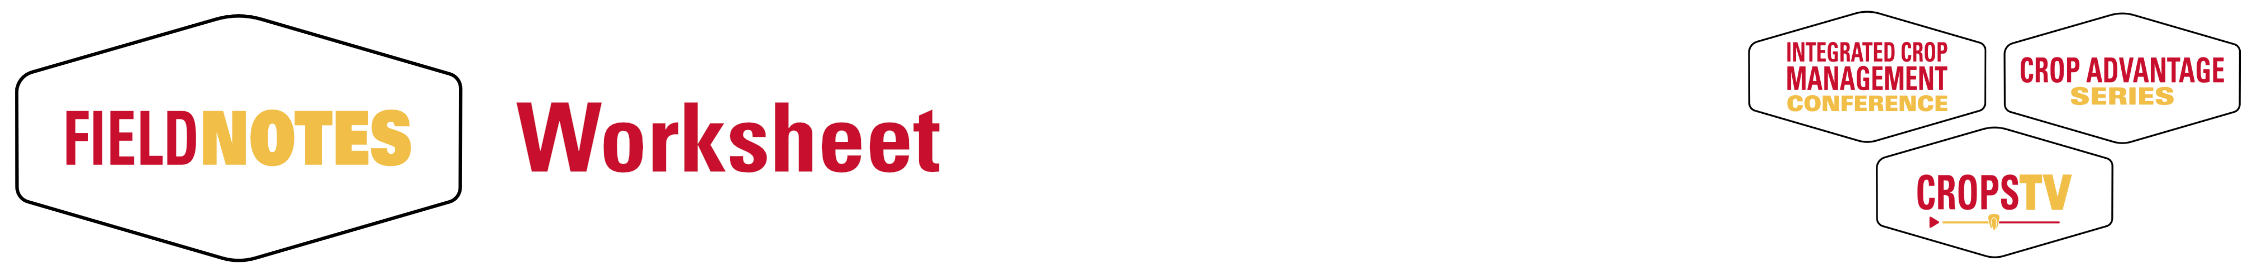 FIELDNOTES
Worksheet
INTEGRATED CROP
MANAGEMENT
CONFERENCE
CROP ADVANTAGE
SERIES
CROPSTV